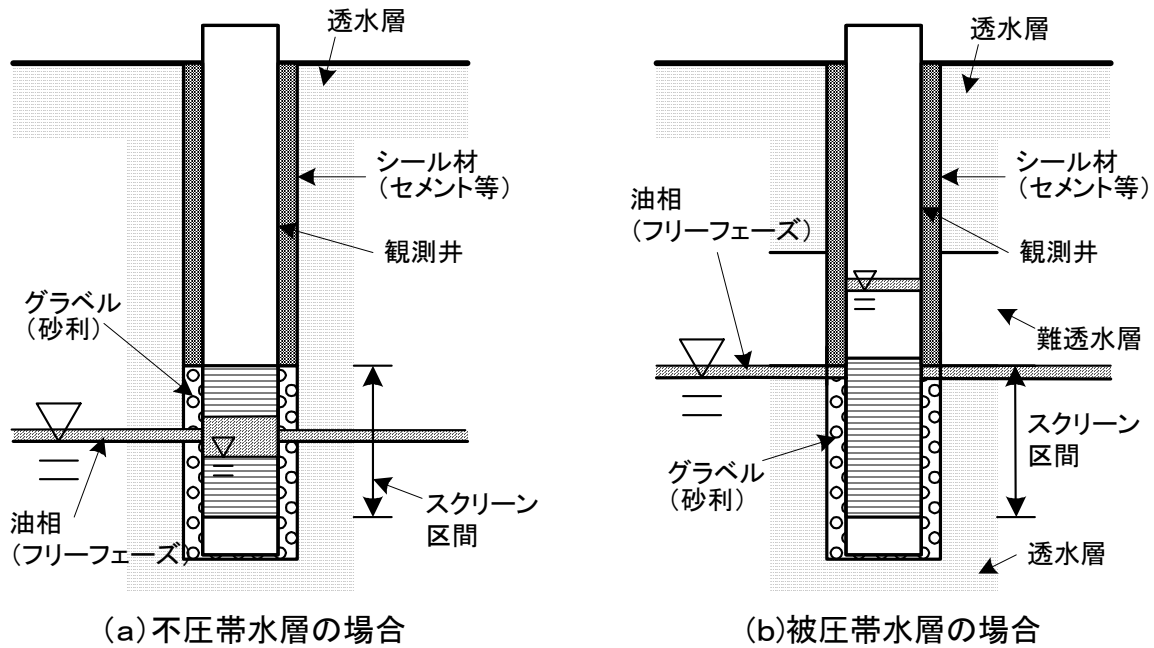 透水層
シール材
(セメント等)
観測井
グラベル
(砂利)
スクリーン
区間
油相
(フリーフェーズ)
(a)不圧帯水層の場合
透水層
シール材
(セメント等)
油相
(フリーフェーズ)
観測井
難透水層
スクリーン
区間
グラベル
(砂利)
透水層
(b)被圧帯水層の場合